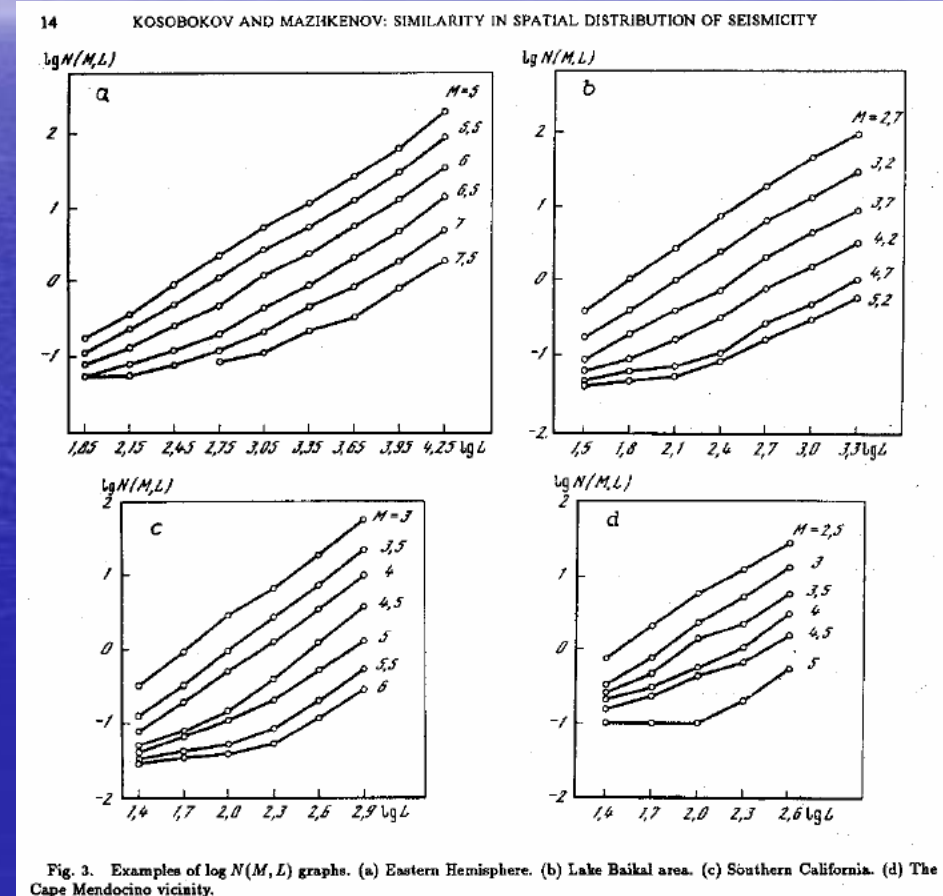 14 KOSOBOKOV AND MAZHKENOV: SIMILARITY IN SPATIAL DISTRIBUTION OF SEISMICITY
lg N(M,L)
a
M=5
5,5
6
6,5
7
7,5
2
1
0
-1
1,85 2,15 2,45 2,75 3,05 3,35 3,65 3,95 4,25 lg L
lg N(M,L)
b
M=2,7
3,2
3,7
4,2
4,7
5,2
2
1
0
-1
-2
1,5 1,8 2,1 2,4 2,7 3,0 3,3 lg L
lg N(M,L)
c
M=3
3,5
4
4,5
5
5,5
6
2
1
0
-1
-2
1,4 1,7 2,0 2,3 2,6 2,9 lg L
lg N(M,L)
d
M=2,5
3
3,5
4
4,5
5
2
1
0
-1
-2
1,4 1,7 2,0 2,3 2,6 lg L
Fig. 3. Examples of log N(M, L) graphs. (a) Eastern Hemisphere. (b) Lake Baikal area. (c) Southern California. (d) The
Cape Mendocino vicinity.